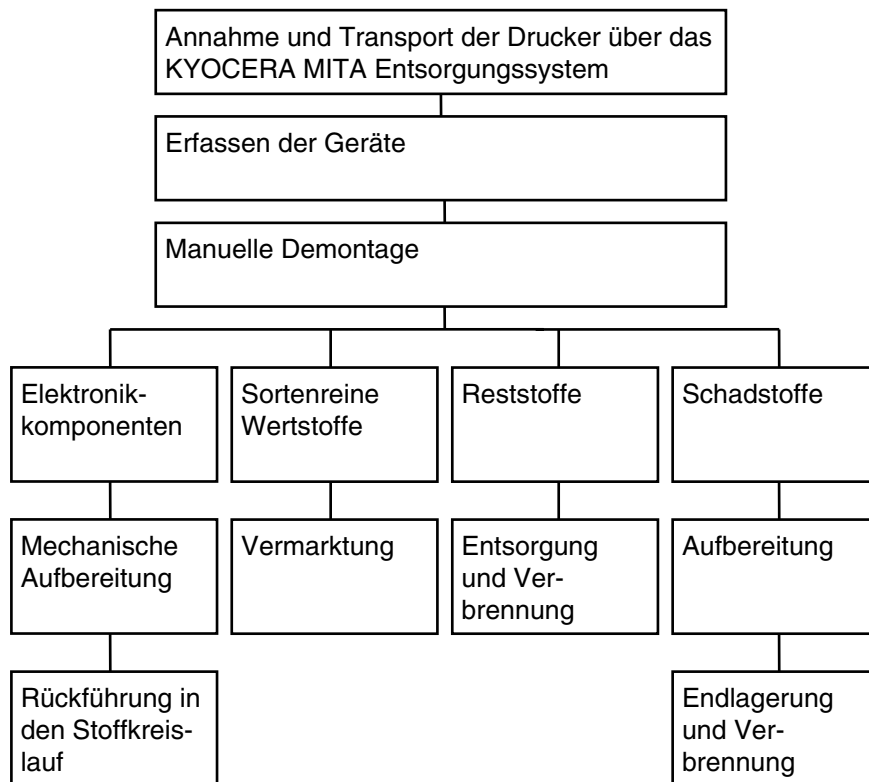 Annahme und Transport der Drucker über das
KYOCERA MITA Entsorgungssystem
Erfassen der Geräte
Manuelle Demontage
Elektronik-
komponenten
Sortenreine
Wertstoffe
Reststoffe
Schadstoffe
Mechanische
Aufbereitung
Vermarktung
Entsorgung
und Ver-
brennung
Aufbereitung
Rückführung in
den Stoffkreis-
lauf
Endlagerung
und Ver-
brennung